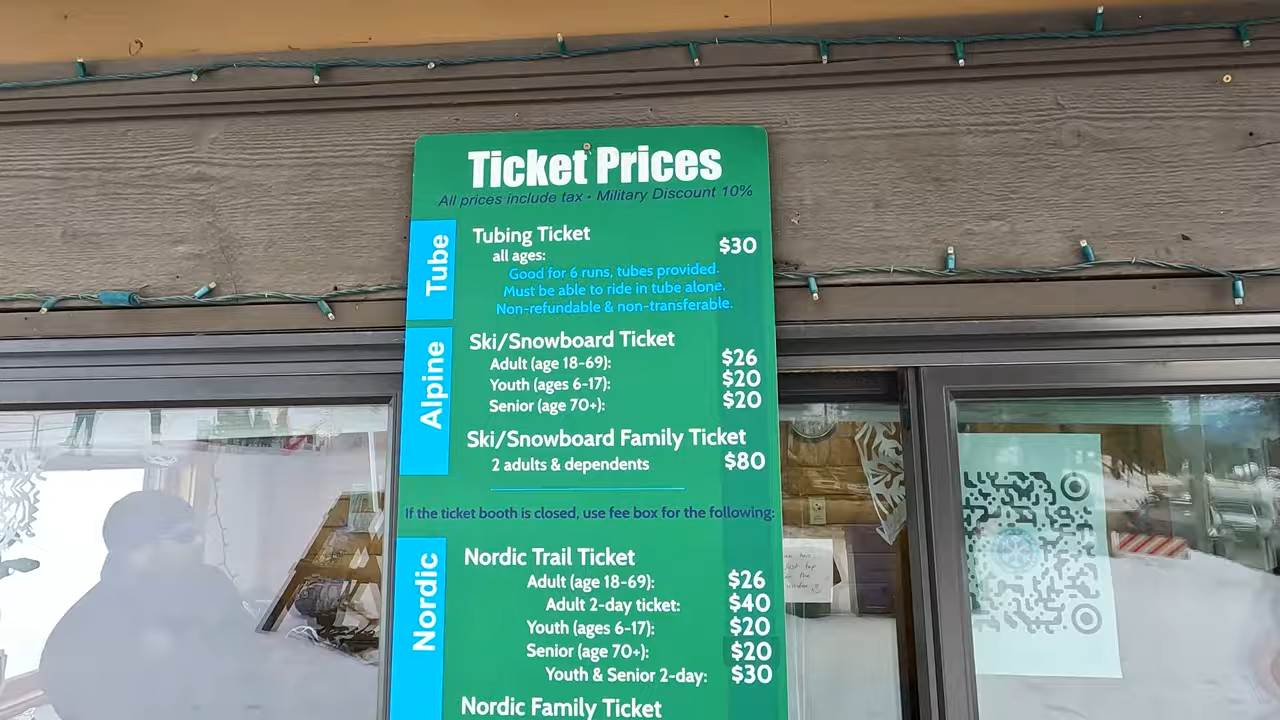 Ticket Prices
All prices include tax • Military Discount 10%
Tube
Tubing Ticket
all ages: $30
Good for 6 runs, tubes provided.
Must be able to ride in tube alone.
Non-refundable & non-transferable.
Alpine
Ski/Snowboard Ticket
Adult (age 18-69): $26
Youth (ages 6-17): $20
Senior (age 70+): $20
Ski/Snowboard Family Ticket
2 adults & dependents $80
If the ticket booth is closed, use fee box for the following:
Nordic
Nordic Trail Ticket
Adult (age 18-69): $26
Adult 2-day ticket: $40
Youth (ages 6-17): $20
Senior (age 70+): $20
Youth & Senior 2-day: $30
Nordic Family Ticket